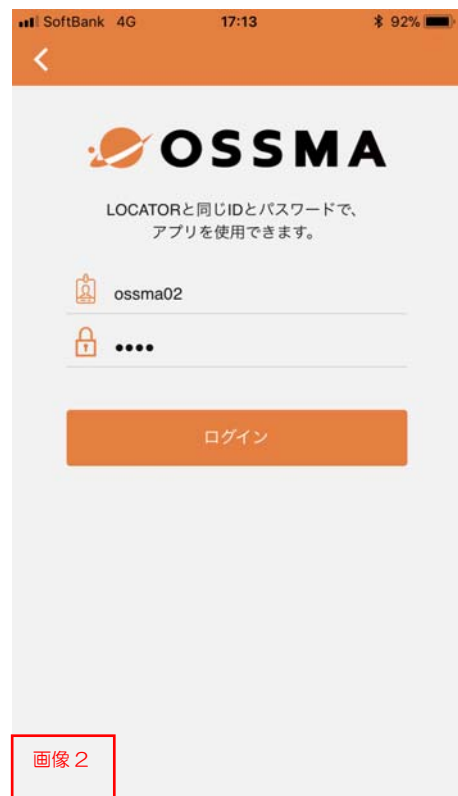 SoftBank 4G 17:13 92%
OSSMA
LOCATORと同じIDとパスワードで、
アプリを使用できます。
ossma02
••••
ログイン
画像２